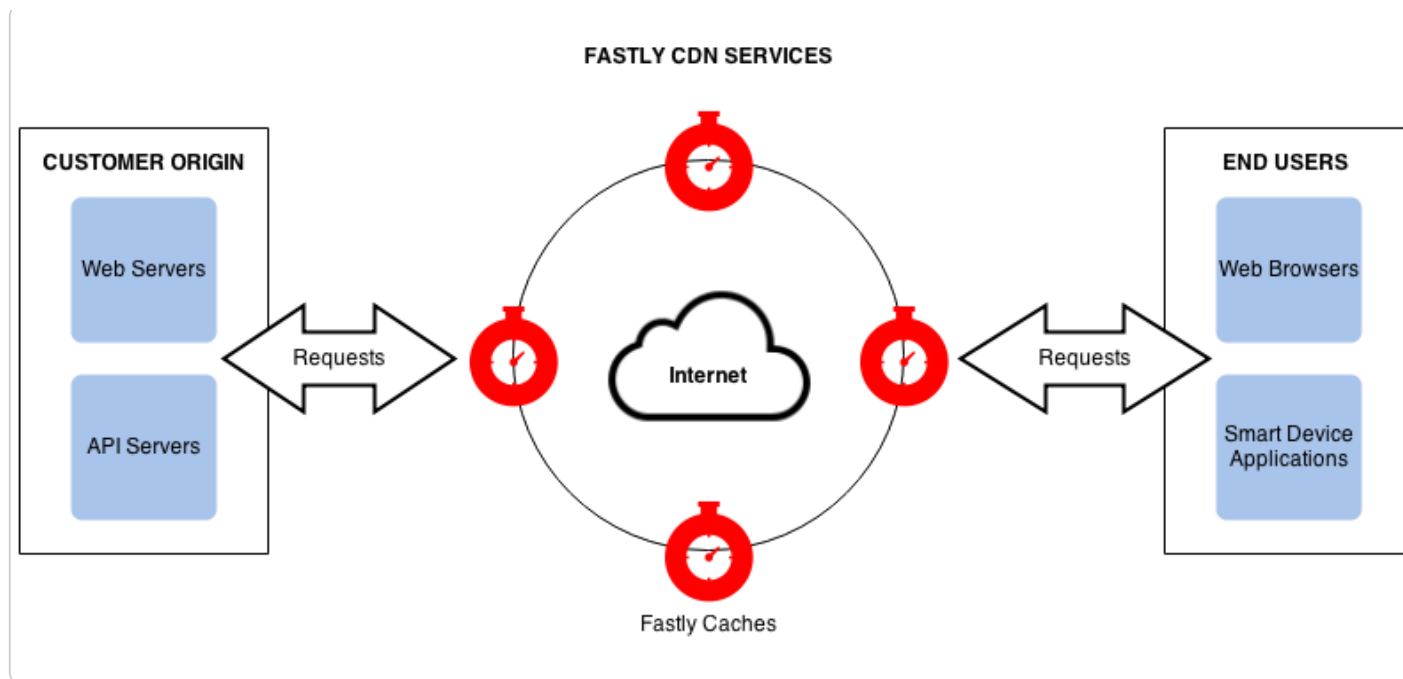 FASTLY CDN SERVICES
CUSTOMER ORIGIN
Web Servers
API Servers
Requests
Internet
Fastly Caches
Requests
END USERS
Web Browsers
Smart Device
Applications